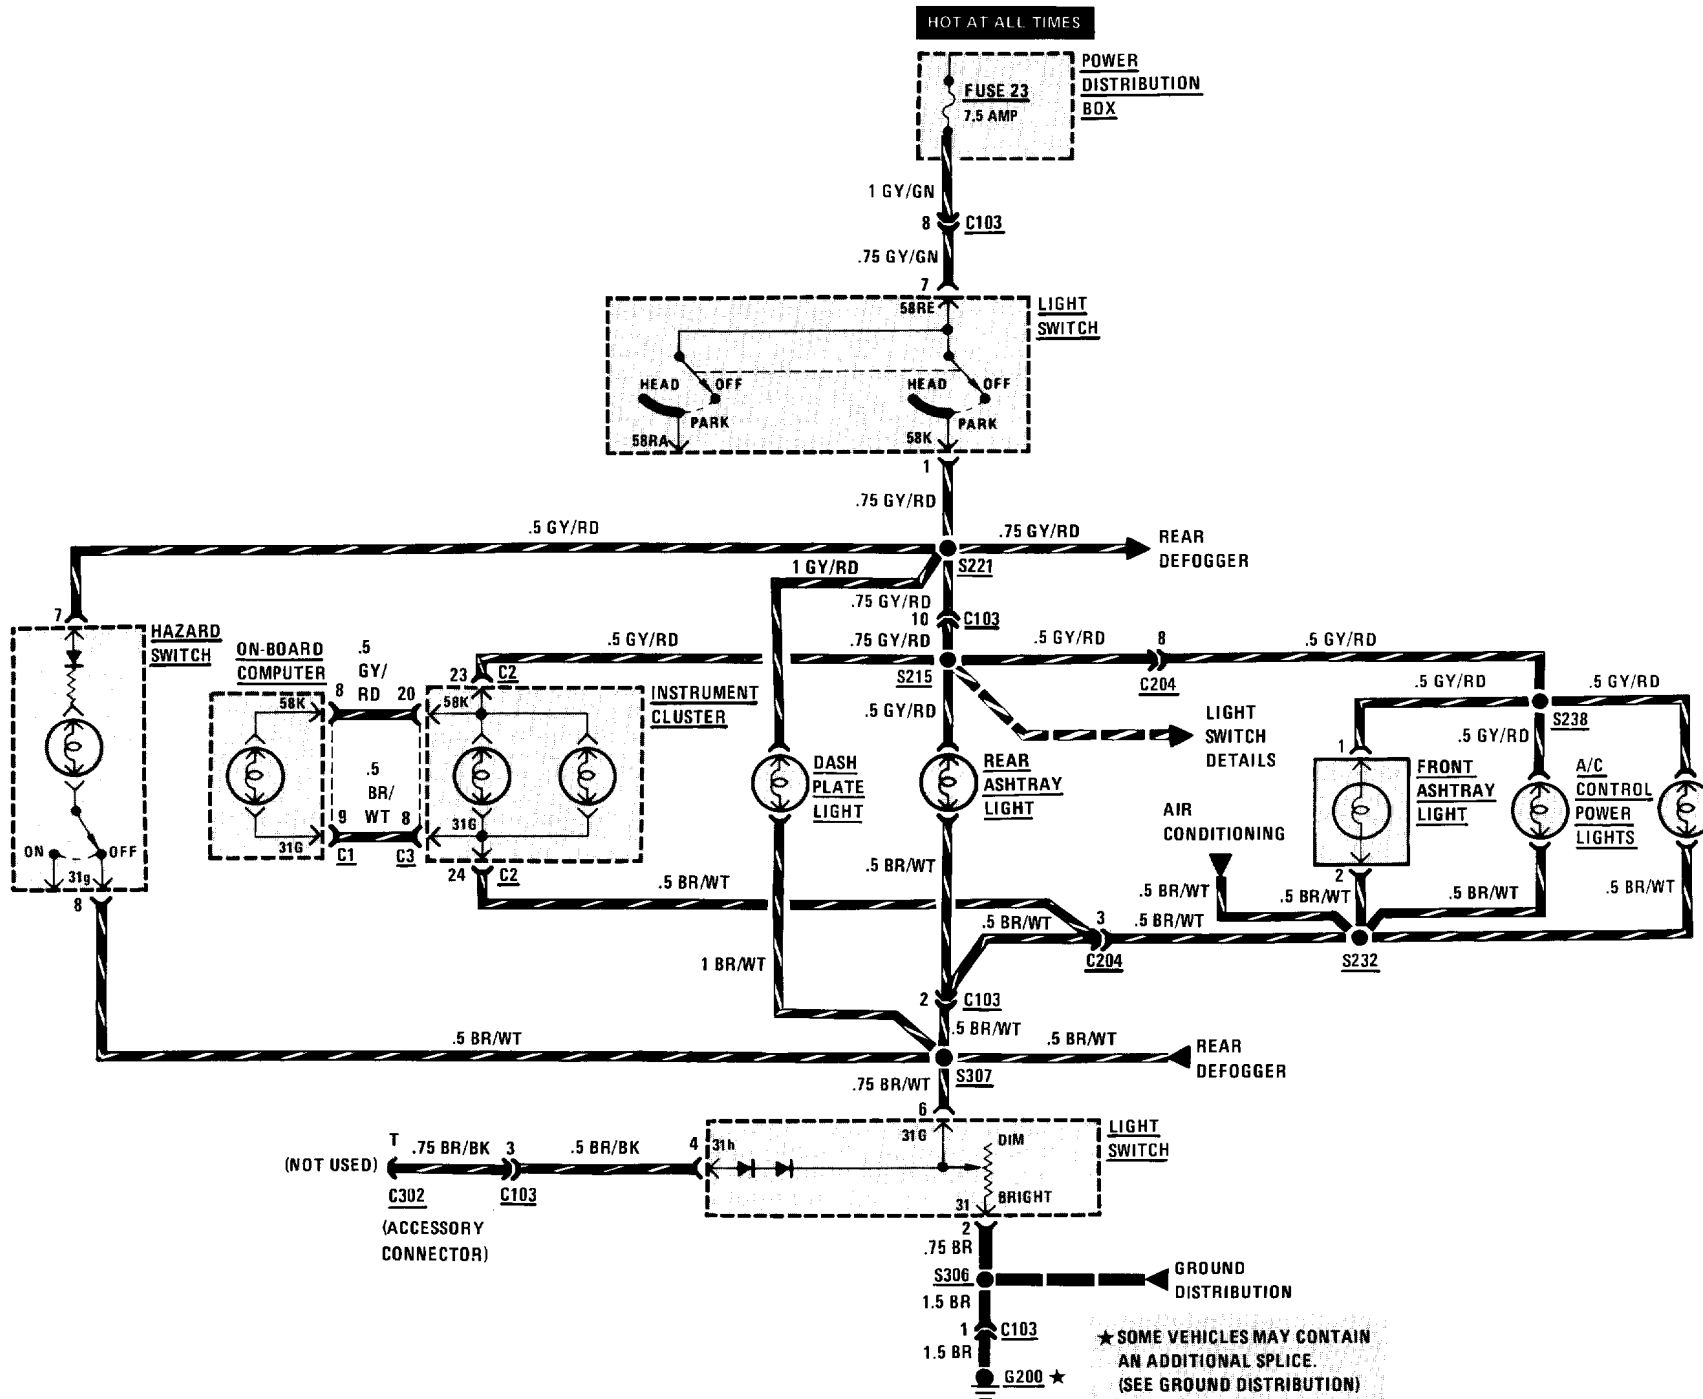 HOT AT ALL TIMES
POWER
DISTRIBUTION
BOX
FUSE 23
7.5 AMP
1 GY/GN
8 C103
.75 GY/GN
7
58RE
LIGHT
SWITCH
HEAD OFF
PARK
58RA
HEAD OFF
PARK
58K
1
.75 GY/RD
.5 GY/RD
.75 GY/RD
REAR
DEFOGGER
S221
1 GY/RD
.75 GY/RD
10 C103
7
HAZARD
SWITCH
ON OFF
31g
8
ON-BOARD
COMPUTER
58K
31G
.5
GY/
RD
8 20
.5
BR/
WT
9 8
C1 C3
.5 GY/RD
23 C2
58K
INSTRUMENT
CLUSTER
31G
24 C2
.75 GY/RD
S215
.5 GY/RD
8
C204
.5 GY/RD
.5 GY/RD
LIGHT
SWITCH
DETAILS
DASH
PLATE
LIGHT
REAR
ASHTRAY
LIGHT
.5 GY/RD
.5 GY/RD
S238
.5 GY/RD
1
FRONT
ASHTRAY
LIGHT
2
A/C
CONTROL
POWER
LIGHTS
AIR
CONDITIONING
.5 BR/WT
.5 BR/WT
.5 BR/WT
.5 BR/WT
.5 BR/WT
.5 BR/WT
.5 BR/WT
3
C204
.5 BR/WT
S232
1 BR/WT
2 C103
.5 BR/WT
.5 BR/WT
.5 BR/WT
REAR
DEFOGGER
S307
.75 BR/WT
6
31G
LIGHT
SWITCH
DIM
BRIGHT
31
2
T
(NOT USED)
.75 BR/BK
3
.5 BR/BK
4
31h
C302
C103
(ACCESSORY
CONNECTOR)
.75 BR
S306
GROUND
DISTRIBUTION
1.5 BR
1 C103
1.5 BR
G200 ★
★ SOME VEHICLES MAY CONTAIN
AN ADDITIONAL SPLICE.
(SEE GROUND DISTRIBUTION)